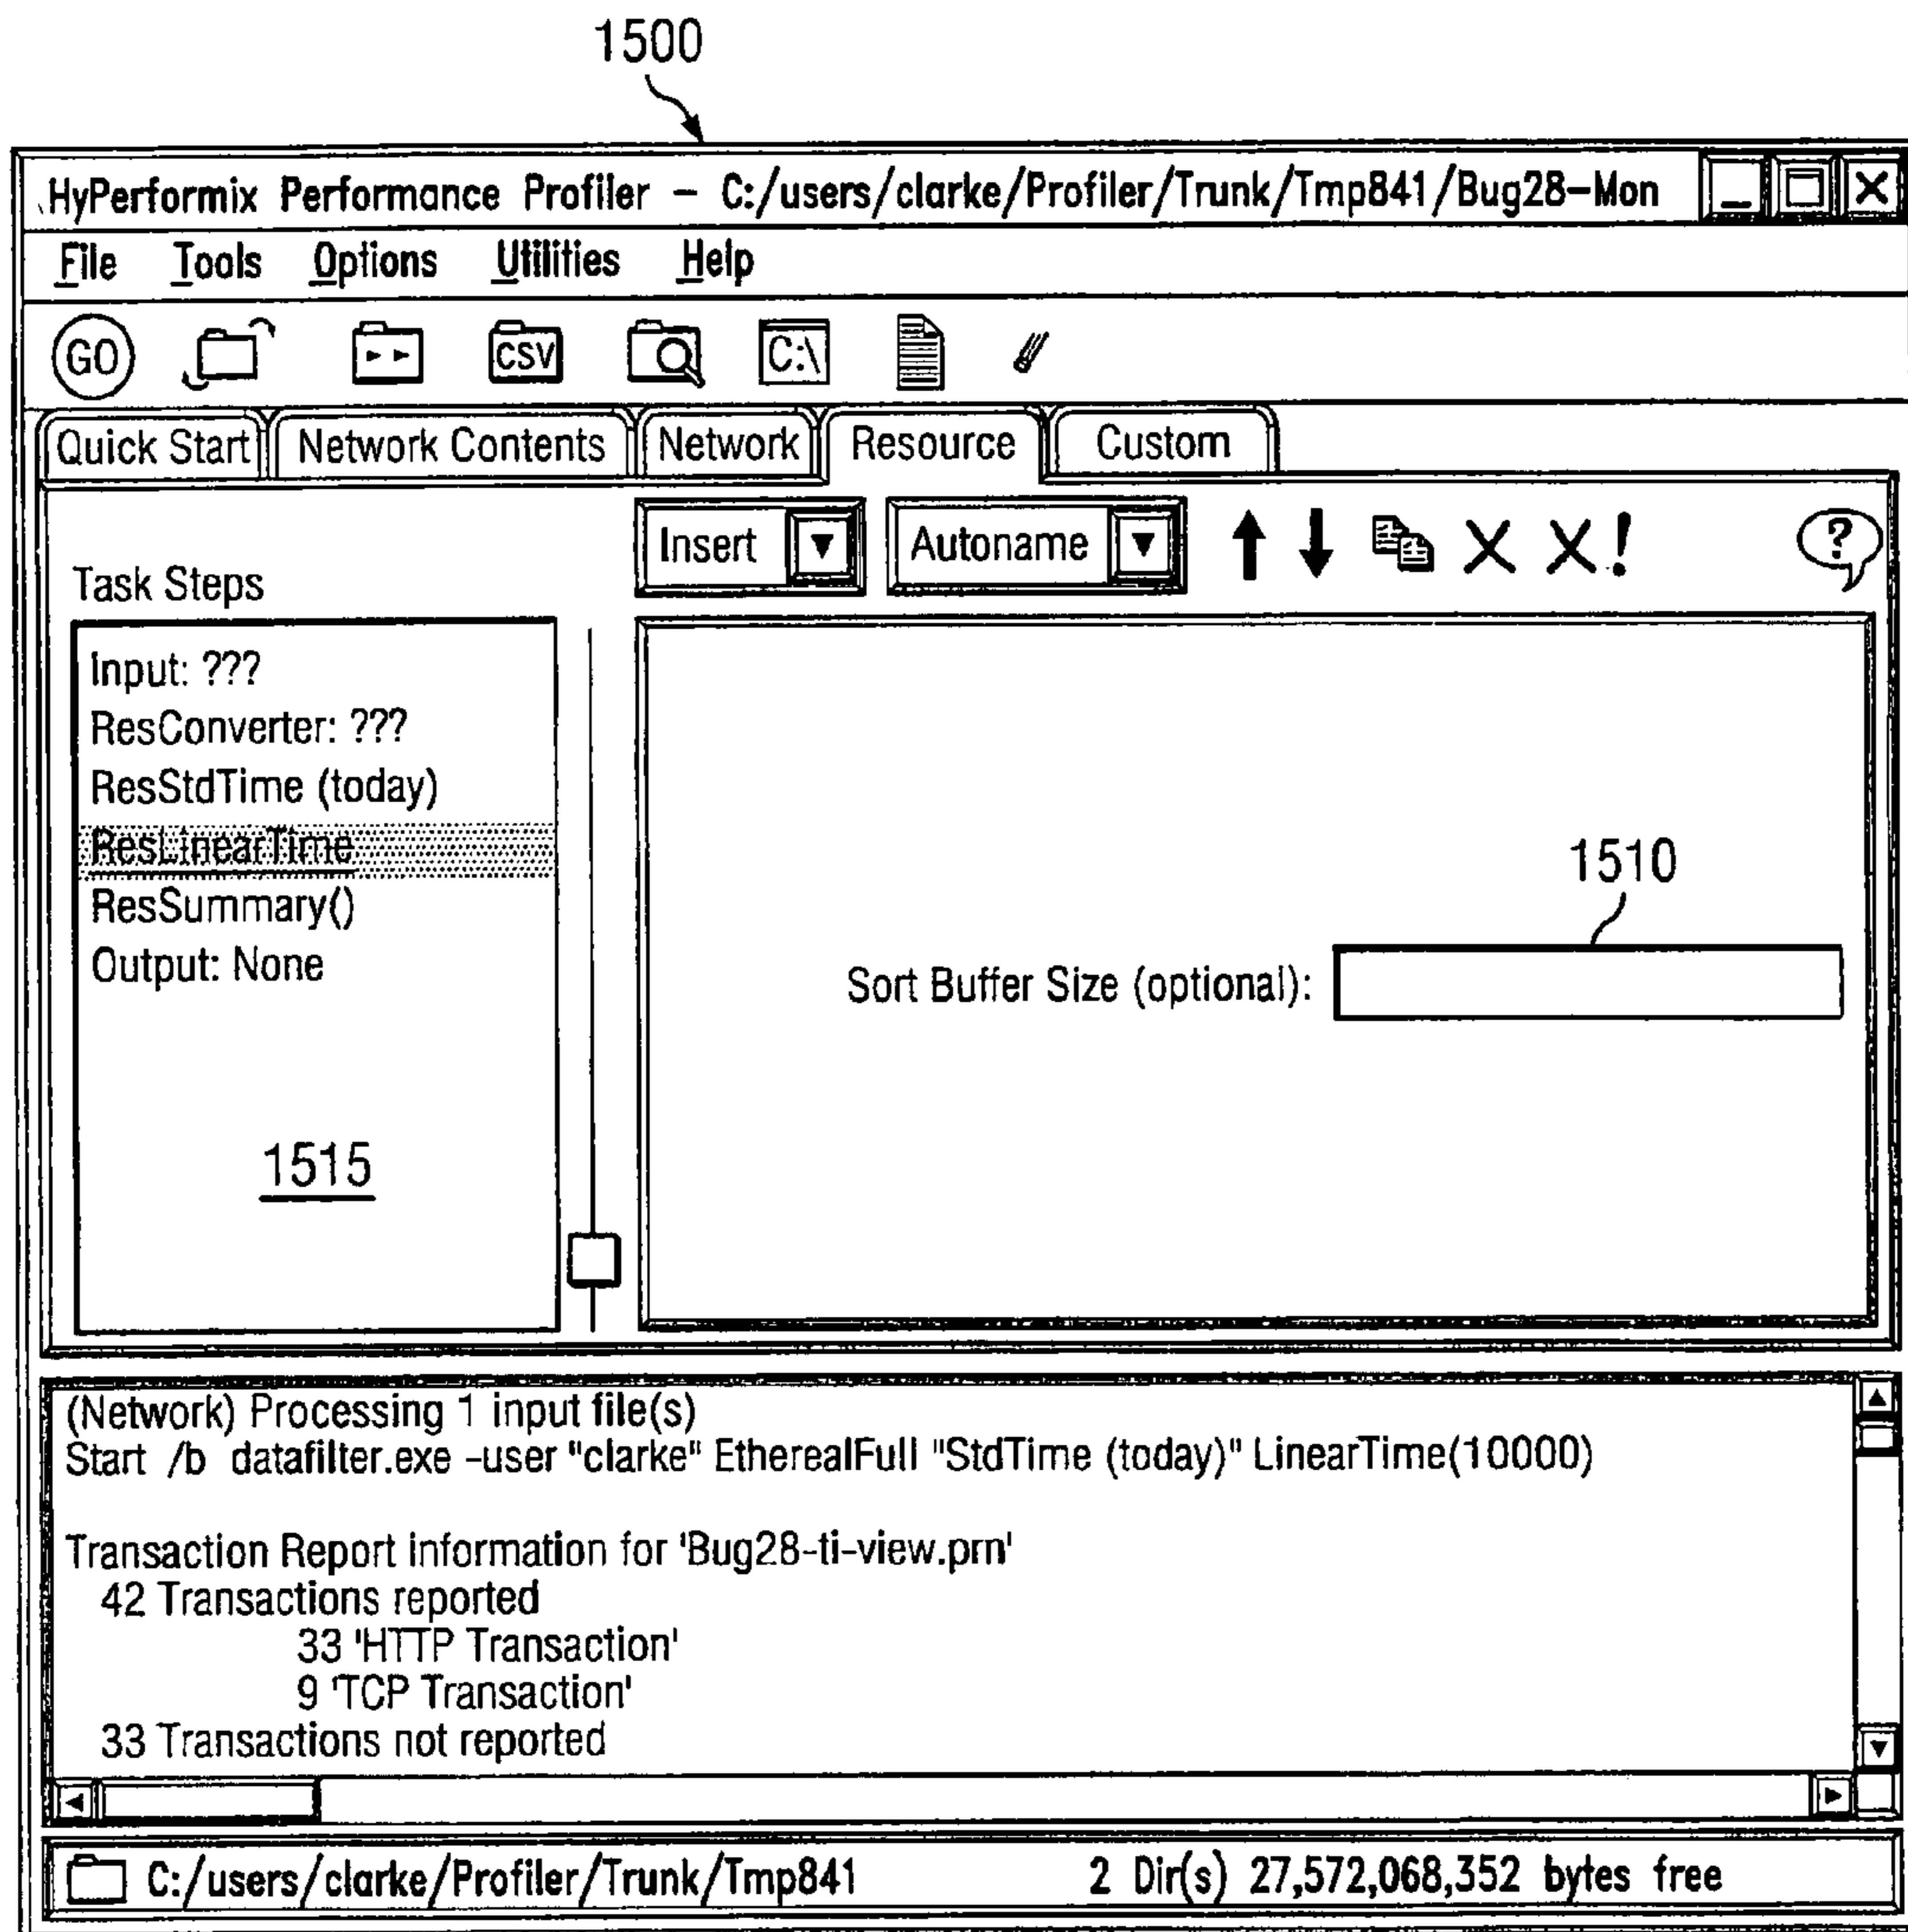 1500
HyPerformix Performance Profiler – C:/users/clarke/Profiler/Trunk/Tmp841/Bug28-Mon
File Tools Options Utilities Help
GO CSV C:\
Quick Start Network Contents Network Resource Custom
Insert Autoname X X! ?
Task Steps
Input: ???
ResConverter: ???
ResStdTime (today)
ResLinearTime
ResSummary()
Output: None
1510
Sort Buffer Size (optional):
1515
(Network) Processing 1 input file(s)
Start /b datafilter.exe -user "clarke" EtherealFull "StdTime (today)" LinearTime(10000)
Transaction Report information for 'Bug28-ti-view.prn'
42 Transactions reported
33 'HTTP Transaction'
9 'TCP Transaction'
33 Transactions not reported
C:/users/clarke/Profiler/Trunk/Tmp841 2 Dir(s) 27,572,068,352 bytes free